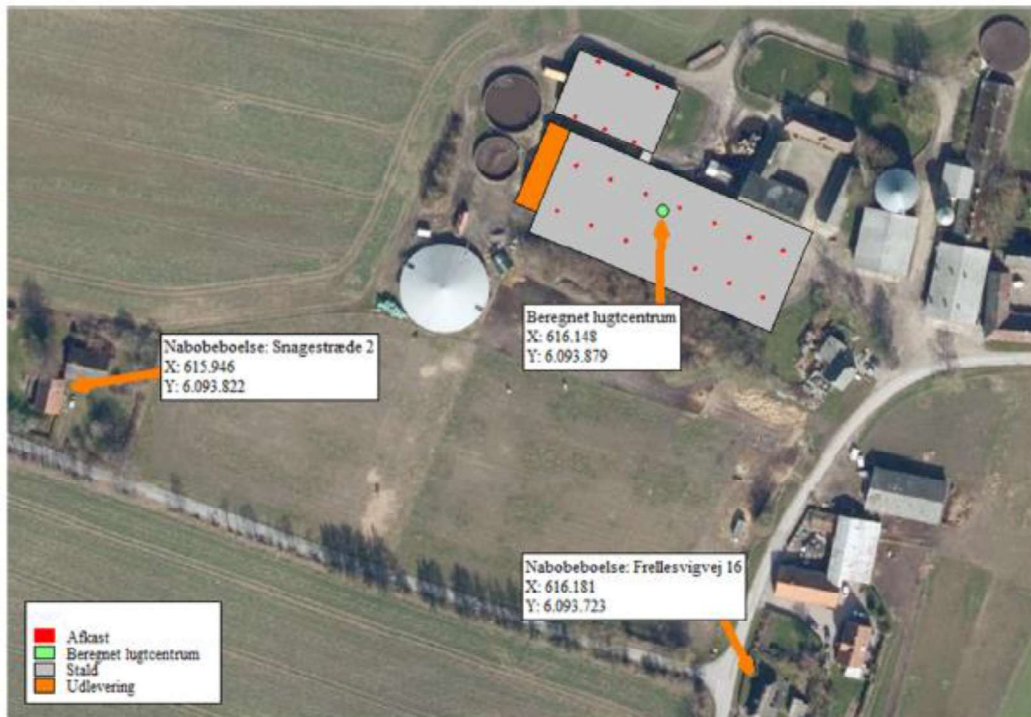 Beregnet lugtcentrum
X: 616.148
Y: 6.093.879
Nabobeboelse: Snagestræde 2
X: 615.946
Y: 6.093.822
Nabobeboelse: Frellesvigvej 16
X: 616.181
Y: 6.093.723
Afkast
Beregnet lugtcentrum
Stald
Udlevering